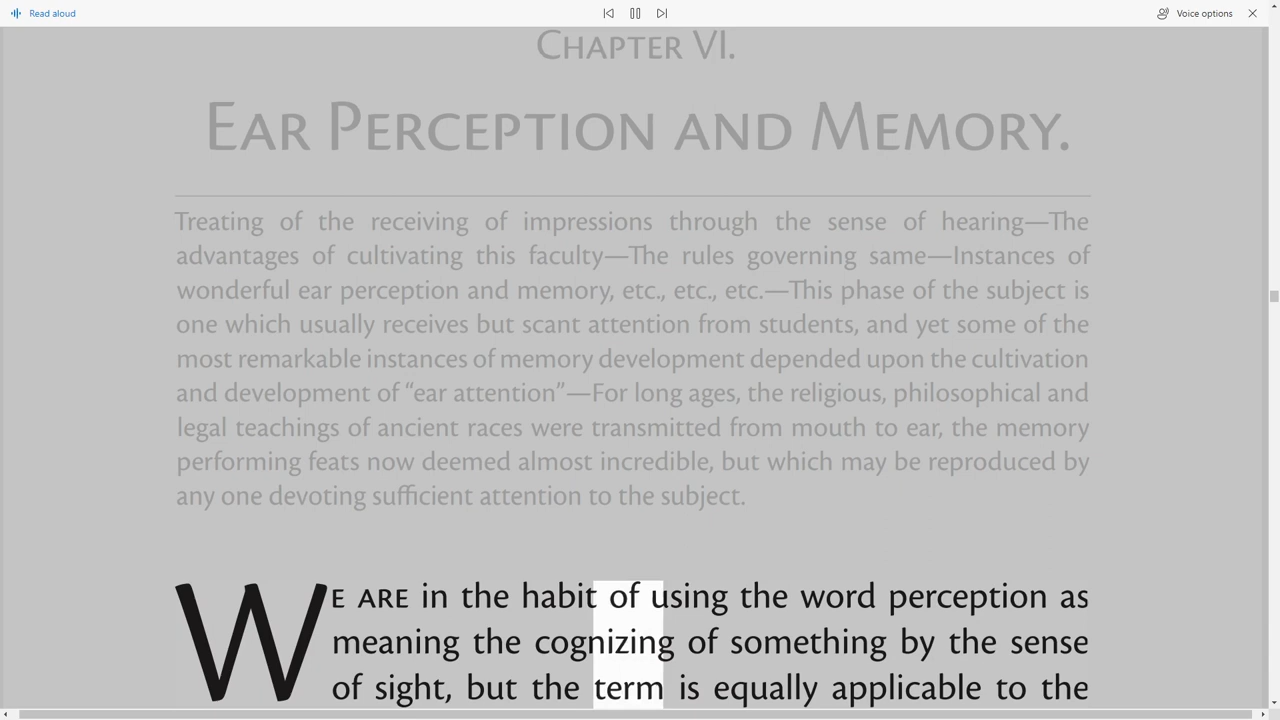 Read aloud
Voice options
CHAPTER VI.
EAR PERCEPTION AND MEMORY.
Treating of the receiving of impressions through the sense of hearing—The
advantages of cultivating this faculty—The rules governing same—Instances of
wonderful ear perception and memory, etc., etc., etc.—This phase of the subject is
one which usually receives but scant attention from students, and yet some of the
most remarkable instances of memory development depended upon the cultivation
and development of “ear attention”—For long ages, the religious, philosophical and
legal teachings of ancient races were transmitted from mouth to ear, the memory
performing feats now deemed almost incredible, but which may be reproduced by
any one devoting sufficient attention to the subject.
WE ARE in the habit of using the word perception as
meaning the cognizing of something by the sense
of sight, but the term is equally applicable to the